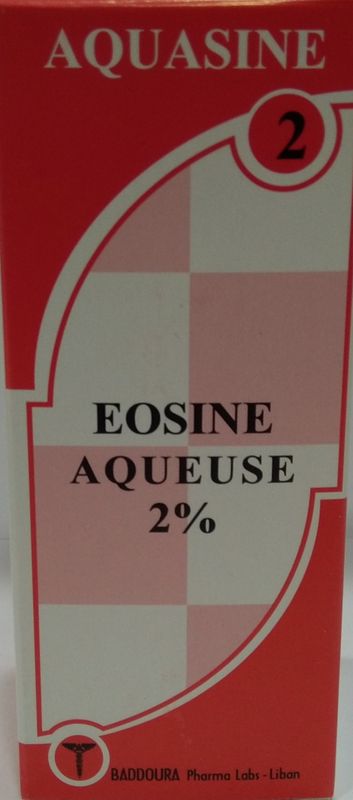 AQUASINE
2
EOSINE
AQUEUSE
2%
BADDOURA Pharma Labs - Liban